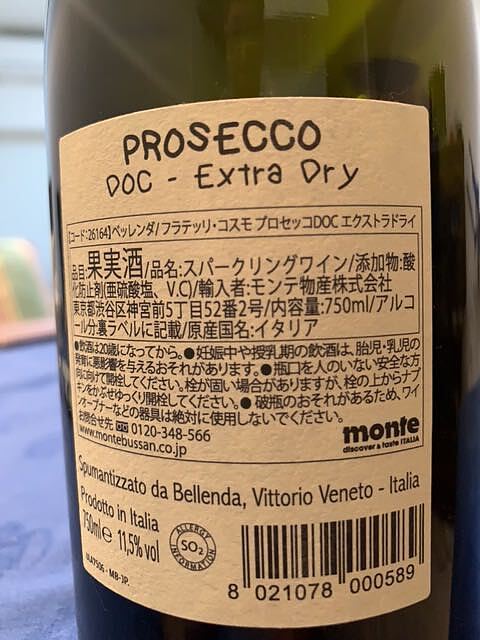 PROSECCO
DOC - Extra Dry
【コード：26164】ベッレンダ/フラテッリ・コスモ プロセッコDOC エクストラドライ
品目:果実酒/品名:スパークリングワイン/添加物:酸
化防止剤(亜硫酸塩、V.C)/輸入者:モンテ物産株式会社
東京都渋谷区神宮前5丁目52番2号/内容量:750ml/アルコ
ール分:裏ラベルに記載/原産国名:イタリア
●飲酒は20歳になってから。●妊娠中や授乳期の飲酒は、胎児・乳児の
発育に悪影響を与えるおそれがあります。●瓶口を人のいない安全な方
向に向けて開栓してください。栓が固い場合がありますが、栓の上からナプ
キンをかぶせゆっくり開栓してください。●破瓶のおそれがあるため、ワイ
ンオープナーなどの器具は絶対に使用しないでください。
お問合せ先 0120-348-566
www.montebussan.co.jp
monte
discover & taste ITALIA
Spumantizzato da Bellenda, Vittorio Veneto - Italia
Prodotto in Italia
750ml e 11,5% vol
ALLERGY
SO2
INFORMATION
8 021078 000589